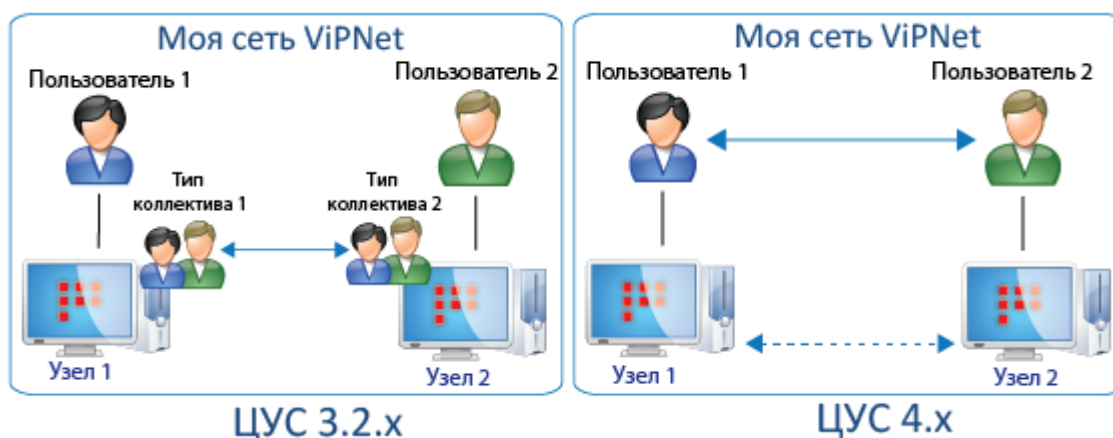 Моя сеть ViPNet
Пользователь 1
Пользователь 2
Тип
коллектива 1
Тип
коллектива 2
Узел 1
Узел 2
ЦУС 3.2.x
Моя сеть ViPNet
Пользователь 1
Пользователь 2
Узел 1
Узел 2
ЦУС 4.x